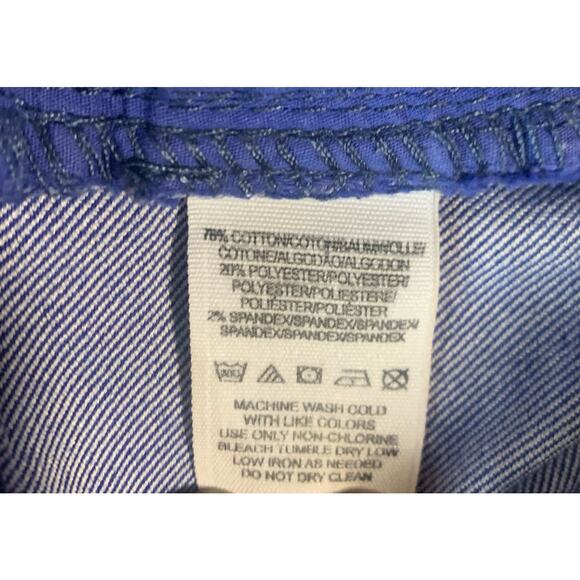 78% COTTON/COTON/BAUMWOLLE/
COTONE/ALGODÃO/ALGODON
20% POLYESTER/POLYESTER/
POLYESTER/POLIESTERE/
POLIÉSTER/POLIÉSTER
2% SPANDEX/SPANDEX/SPANDEX/
SPANDEX/SPANDEX/SPANDEX
MACHINE WASH COLD
WITH LIKE COLORS
USE ONLY NON-CHLORINE
BLEACH TUMBLE DRY LOW
LOW IRON AS NEEDED
DO NOT DRY CLEAN